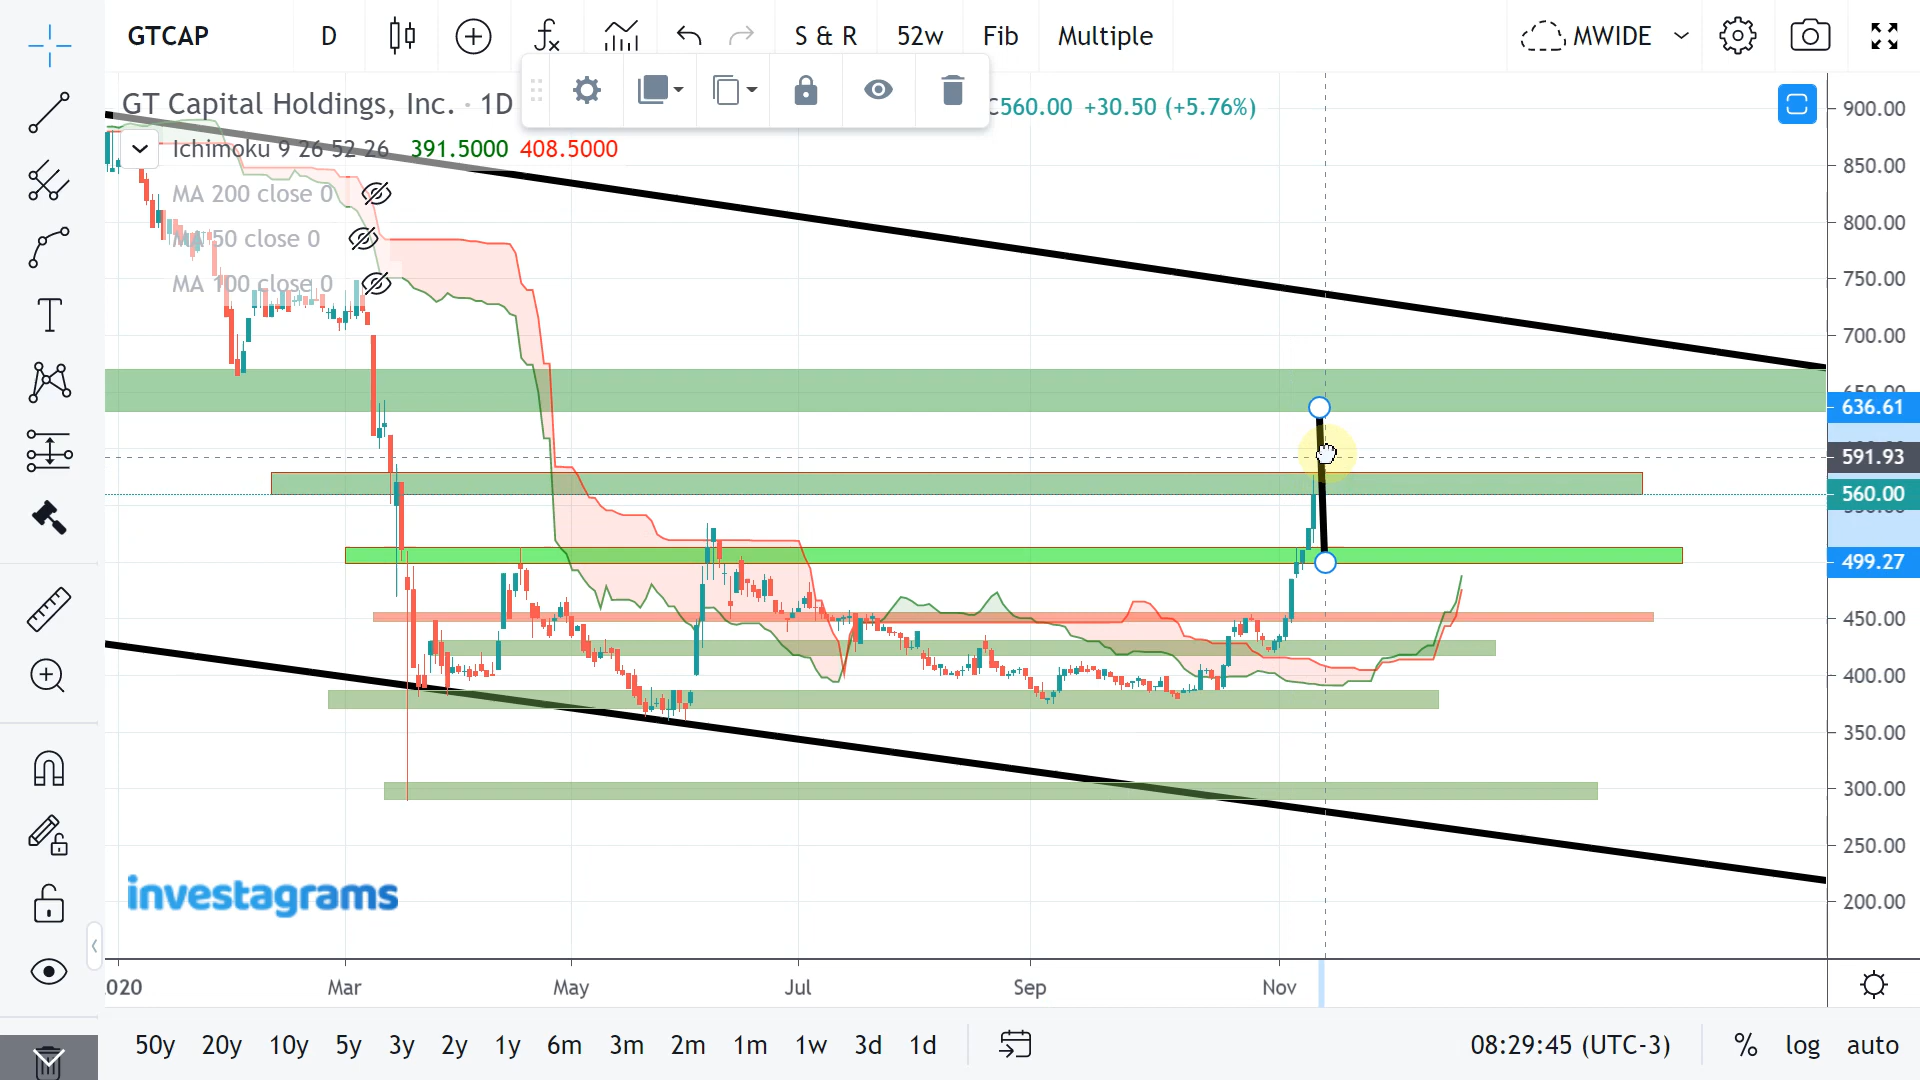 GTCAP D S & R 52w Fib Multiple MWIDE
GT Capital Holdings, Inc. · 1D C560.00 +30.50 (+5.76%)
Ichimoku 9 26 52 26 391.5000 408.5000
MA 200 close 0
MA 50 close 0
MA 100 close 0
900.00
850.00
800.00
750.00
700.00
650.00
636.61
591.93
560.00
499.27
450.00
400.00
350.00
300.00
250.00
200.00
investagrams
2020 Mar May Jul Sep Nov
50y 20y 10y 5y 3y 2y 1y 6m 3m 2m 1m 1w 3d 1d 08:29:45 (UTC-3) % log auto